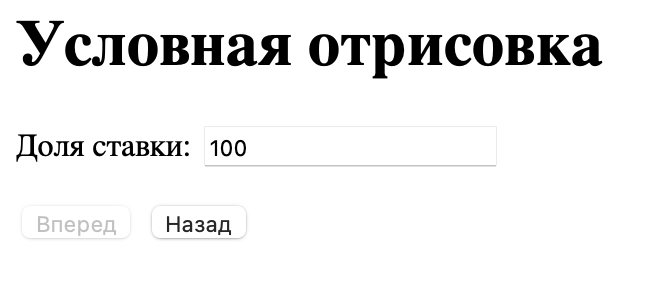 Условная отрисовка
Доля ставки: 100
Вперед Назад